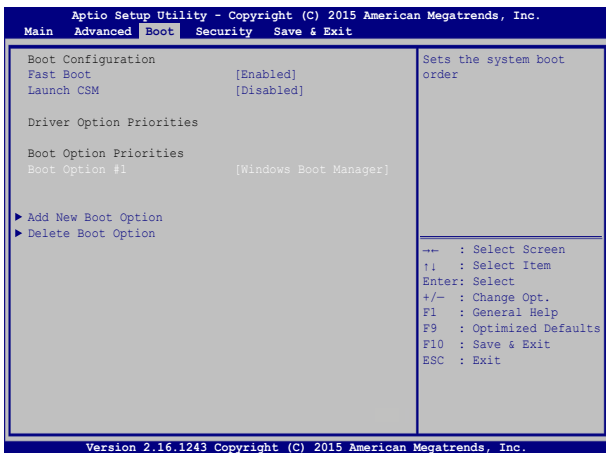 Aptio Setup Utility - Copyright (C) 2015 American Megatrends, Inc.
Main Advanced Boot Security Save & Exit
Boot Configuration
Fast Boot [Enabled]
Launch CSM [Disabled]
Driver Option Priorities
Boot Option Priorities
Boot Option #1 [Windows Boot Manager]
▶ Add New Boot Option
▶ Delete Boot Option
Sets the system boot
order
→← : Select Screen
↑↓ : Select Item
Enter: Select
+/— : Change Opt.
F1 : General Help
F9 : Optimized Defaults
F10 : Save & Exit
ESC : Exit
Version 2.16.1243 Copyright (C) 2015 American Megatrends, Inc.